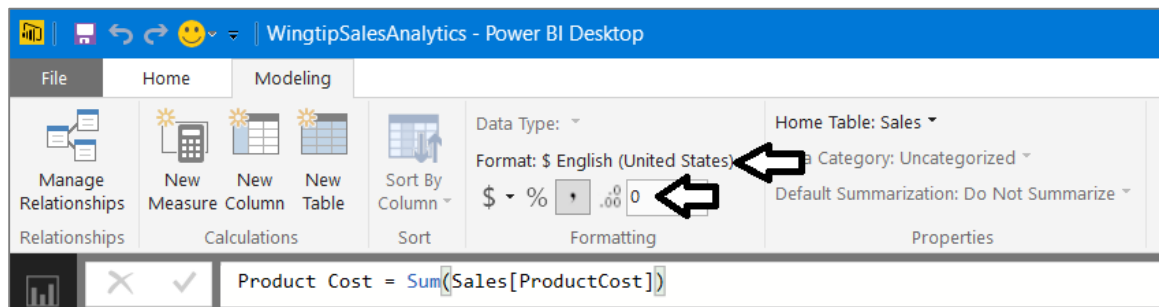 WingtipSalesAnalytics - Power BI Desktop
File Home Modeling
Data Type:
Format: $ English (United States)
Home Table: Sales
a Category: Uncategorized
Manage Relationships
New Measure
New Column
New Table
Sort By Column
$ % , .00 0
Default Summarization: Do Not Summarize
Relationships Calculations Sort Formatting Properties
Product Cost = Sum(Sales[ProductCost])